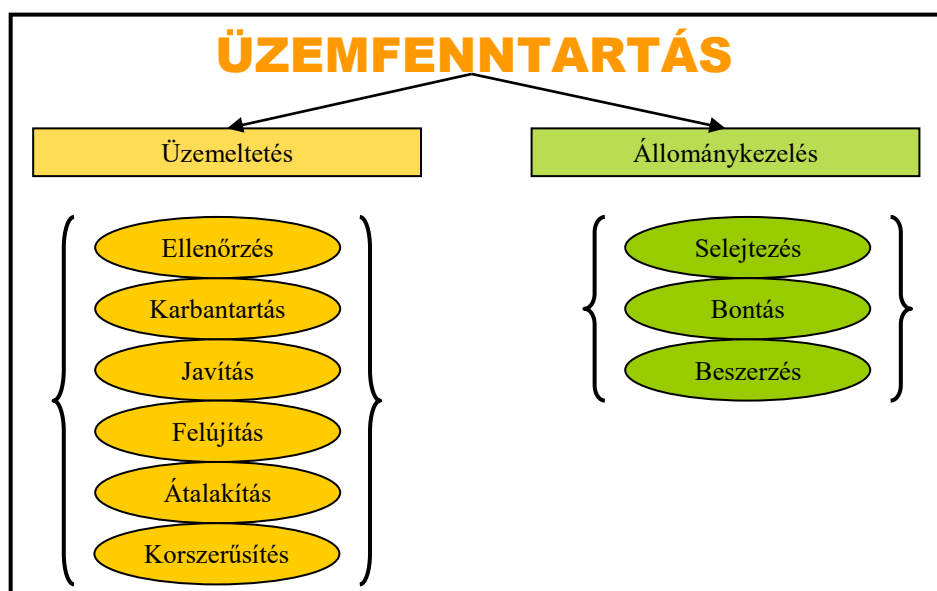 ÜZEMFENNTARTÁS
Üzemeltetés
Ellenőrzés
Karbantartás
Javítás
Felújítás
Átalakítás
Korszerűsítés
Állománykezelés
Selejtezés
Bontás
Beszerzés